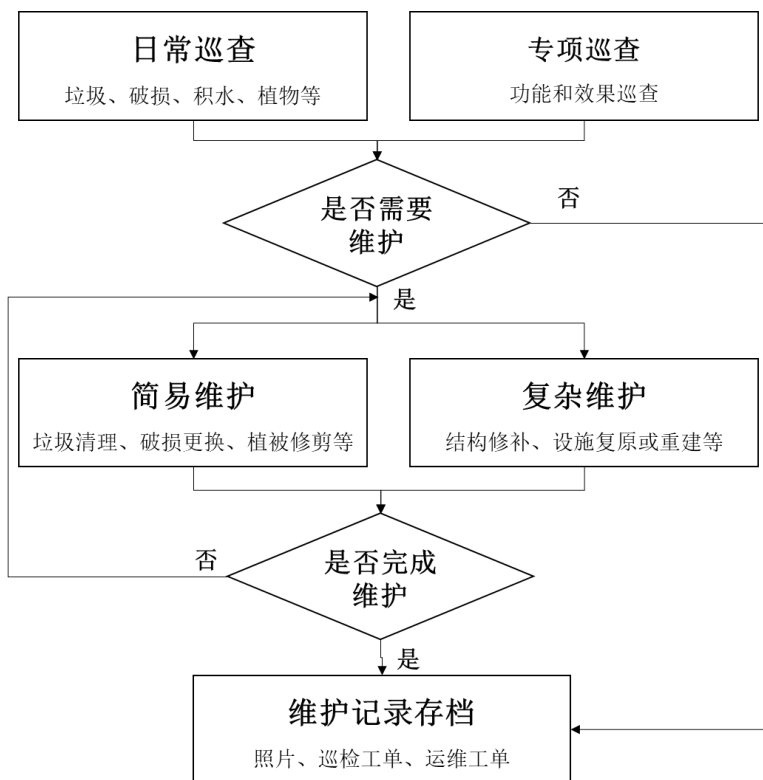 日常巡查
垃圾、破损、积水、植物等
专项巡查
功能和效果巡查
是否需要
维护
否
是
简易维护
垃圾清理、破损更换、植被修剪等
复杂维护
结构修补、设施复原或重建等
否
是否完成
维护
是
维护记录存档
照片、巡检工单、运维工单